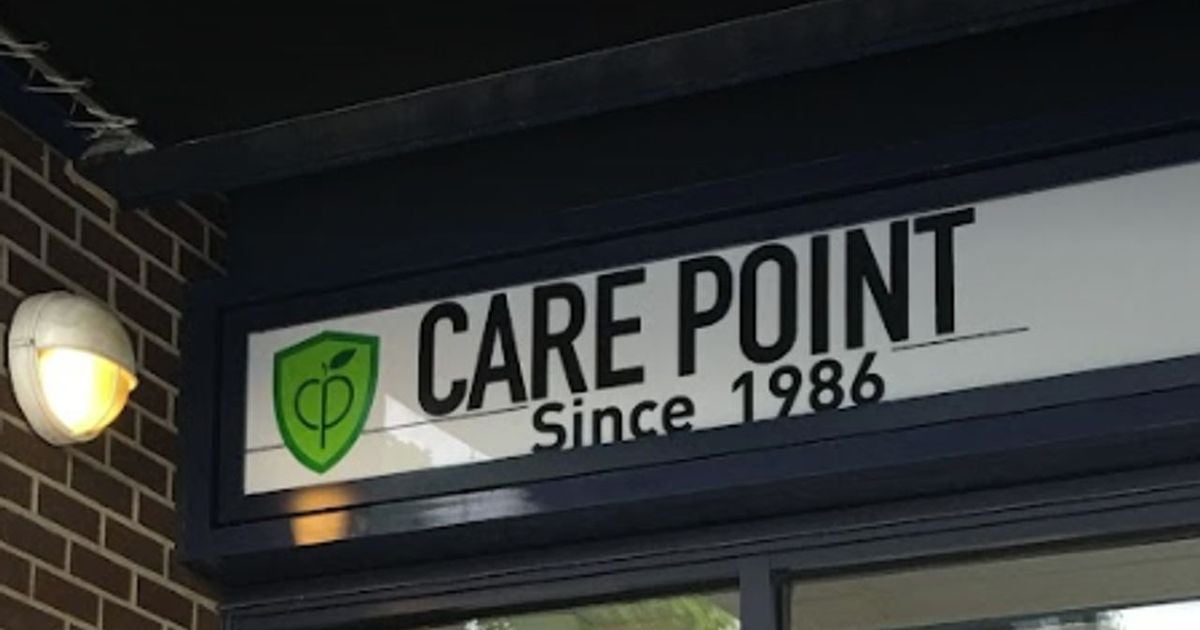 CARE POINT
Since 1986